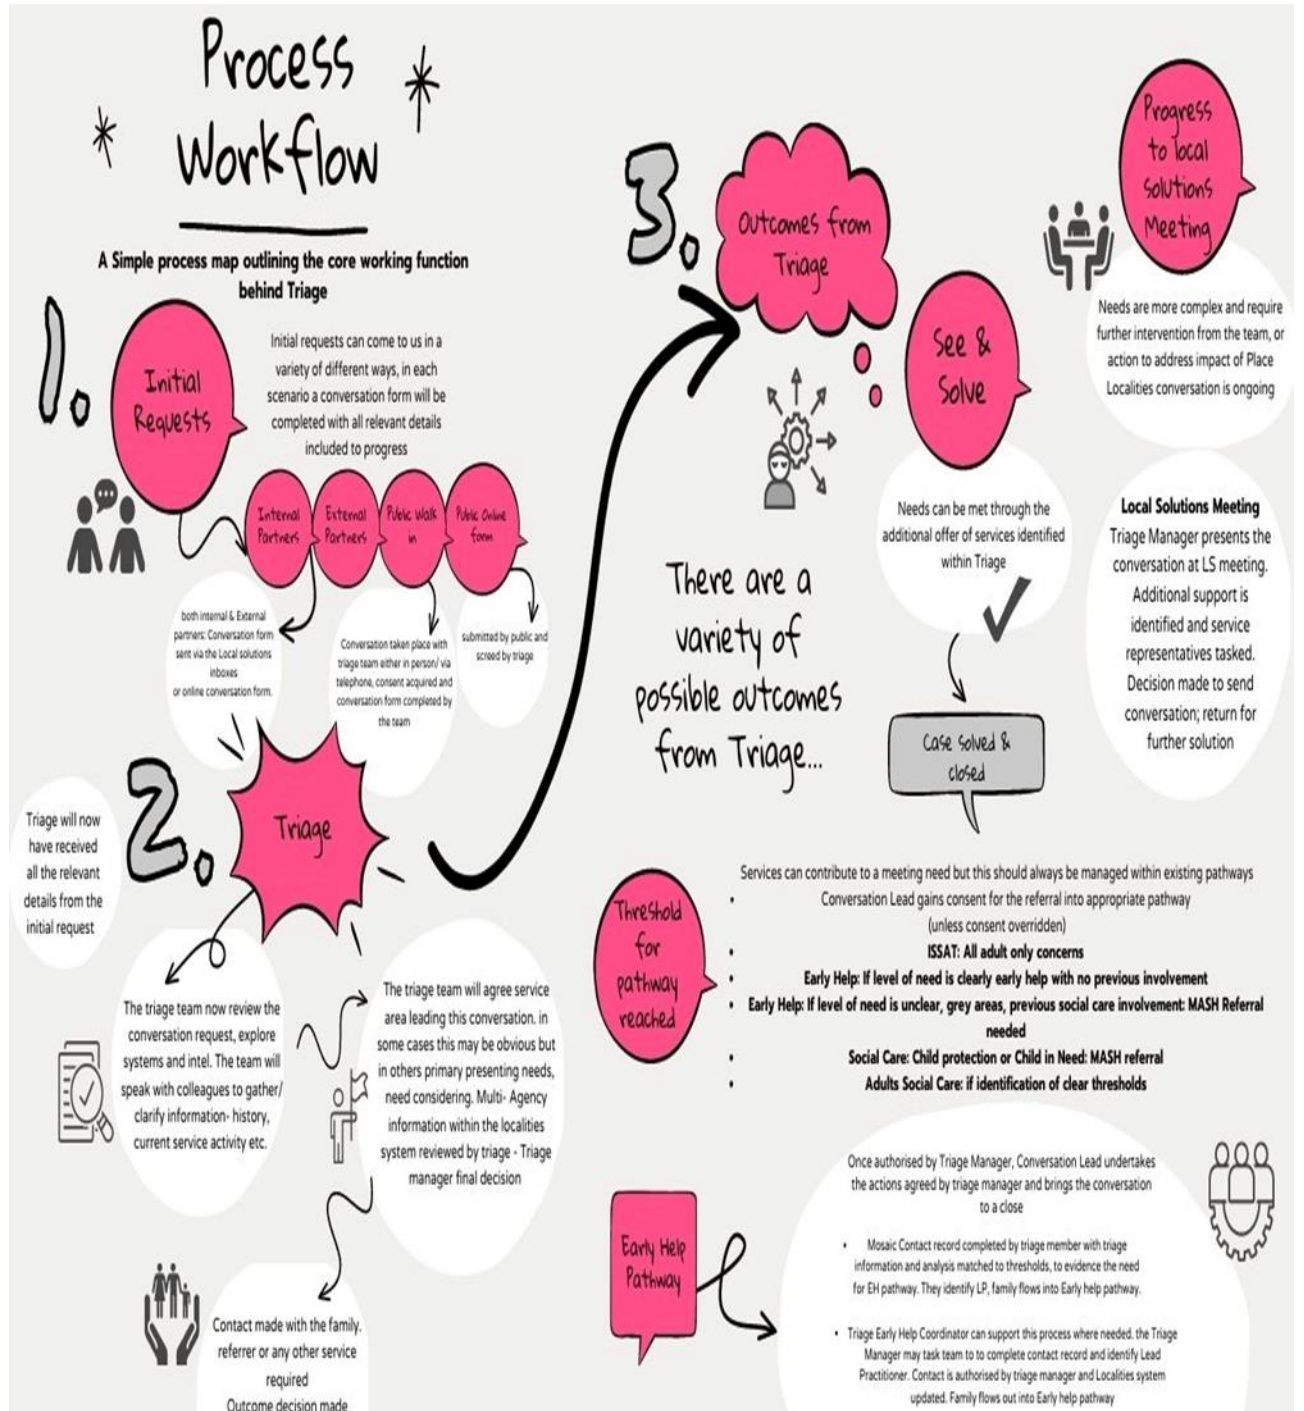 Process
Workflow
A Simple process map outlining the core working function
behind Triage
1.
Initial
Requests
Initial requests can come to us in a
variety of different ways, in each
scenario a conversation form will be
completed with all relevant details
included to progress
Internal
Partners
External
Partners
Public Walk
in
Public Online
form
both internal & External
partners: Conversation form
sent via the Local solutions
inboxes
or online conversation form.
Conversation taken place with
triage team either in person/ via
telephone, consent acquired and
conversation form completed by
the team
submitted by public and
screed by triage
2.
Triage
Triage will now
have received
all the relevant
details from the
initial request
The triage team now review the
conversation request, explore
systems and intel. The team will
speak with colleagues to gather/
clarify information- history,
current service activity etc.
The triage team will agree service
area leading this conversation. in
some cases this may be obvious but
in others primary presenting needs,
need considering. Multi- Agency
information within the localities
system reviewed by triage - Triage
manager final decision
Contact made with the family.
referrer or any other service
required
Outcome decision made
3.
Outcomes from
Triage
There are a
variety of
possible outcomes
from Triage...
See &
Solve
Needs can be met through the
additional offer of services identified
within Triage
Case solved &
closed
Progress
to local
solutions
Meeting
Needs are more complex and require
further intervention from the team, or
action to address impact of Place
Localities conversation is ongoing
Local Solutions Meeting
Triage Manager presents the
conversation at LS meeting.
Additional support is
identified and service
representatives tasked.
Decision made to send
conversation; return for
further solution
Threshold
for
pathway
reached
Services can contribute to a meeting need but this should always be managed within existing pathways
• Conversation Lead gains consent for the referral into appropriate pathway
(unless consent overridden)
• ISSAT: All adult only concerns
• Early Help: If level of need is clearly early help with no previous involvement
• Early Help: If level of need is unclear, grey areas, previous social care involvement: MASH Referral
needed
• Social Care: Child protection or Child in Need: MASH referral
• Adults Social Care: if identification of clear thresholds
Early Help
Pathway
Once authorised by Triage Manager, Conversation Lead undertakes
the actions agreed by triage manager and brings the conversation
to a close
• Mosaic Contact record completed by triage member with triage
information and analysis matched to thresholds, to evidence the need
for EH pathway. They identify LP, family flows into Early help pathway.
• Triage Early Help Coordinator can support this process where needed. the Triage
Manager may task team to to complete contact record and identify Lead
Practitioner. Contact is authorised by triage manager and Localities system
updated. Family flows out into Early help pathway